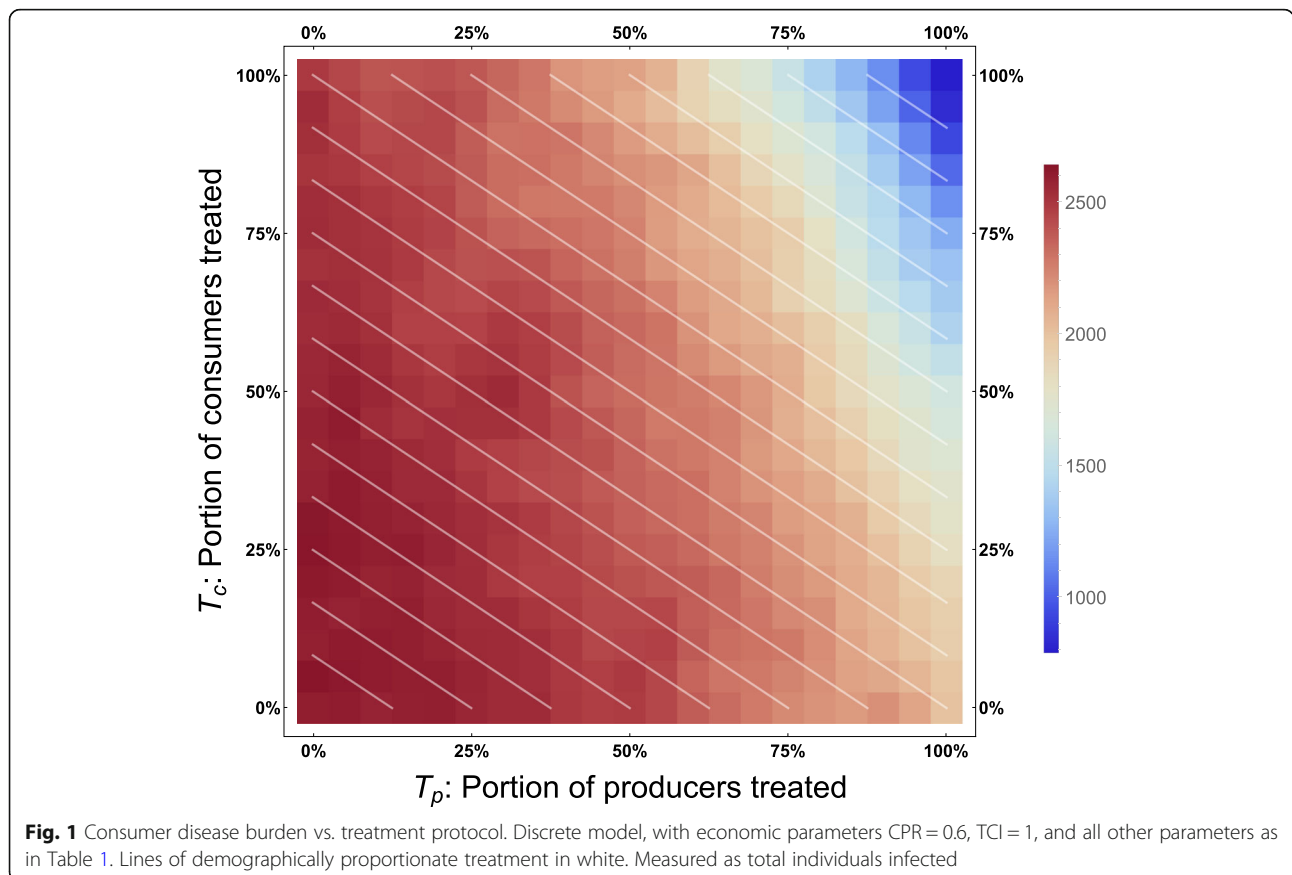 0% 25% 50% 75% 100%
100% 100%
75% 75%
50% 50%
25% 25%
0% 0%
0% 25% 50% 75% 100%
Tc: Portion of consumers treated
Tp: Portion of producers treated
2500
2000
1500
1000
Fig. 1 Consumer disease burden vs. treatment protocol. Discrete model, with economic parameters CPR = 0.6, TCI = 1, and all other parameters as
in Table 1. Lines of demographically proportionate treatment in white. Measured as total individuals infected